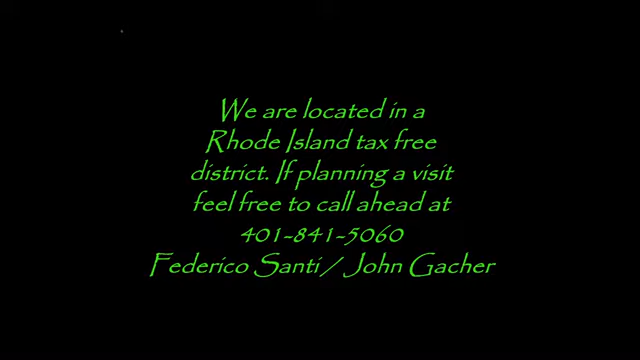 We are located in a
Rhode Island tax free
district. If planning a visit
feel free to call ahead at
401-841-5060
Federico Santi / John Gacher